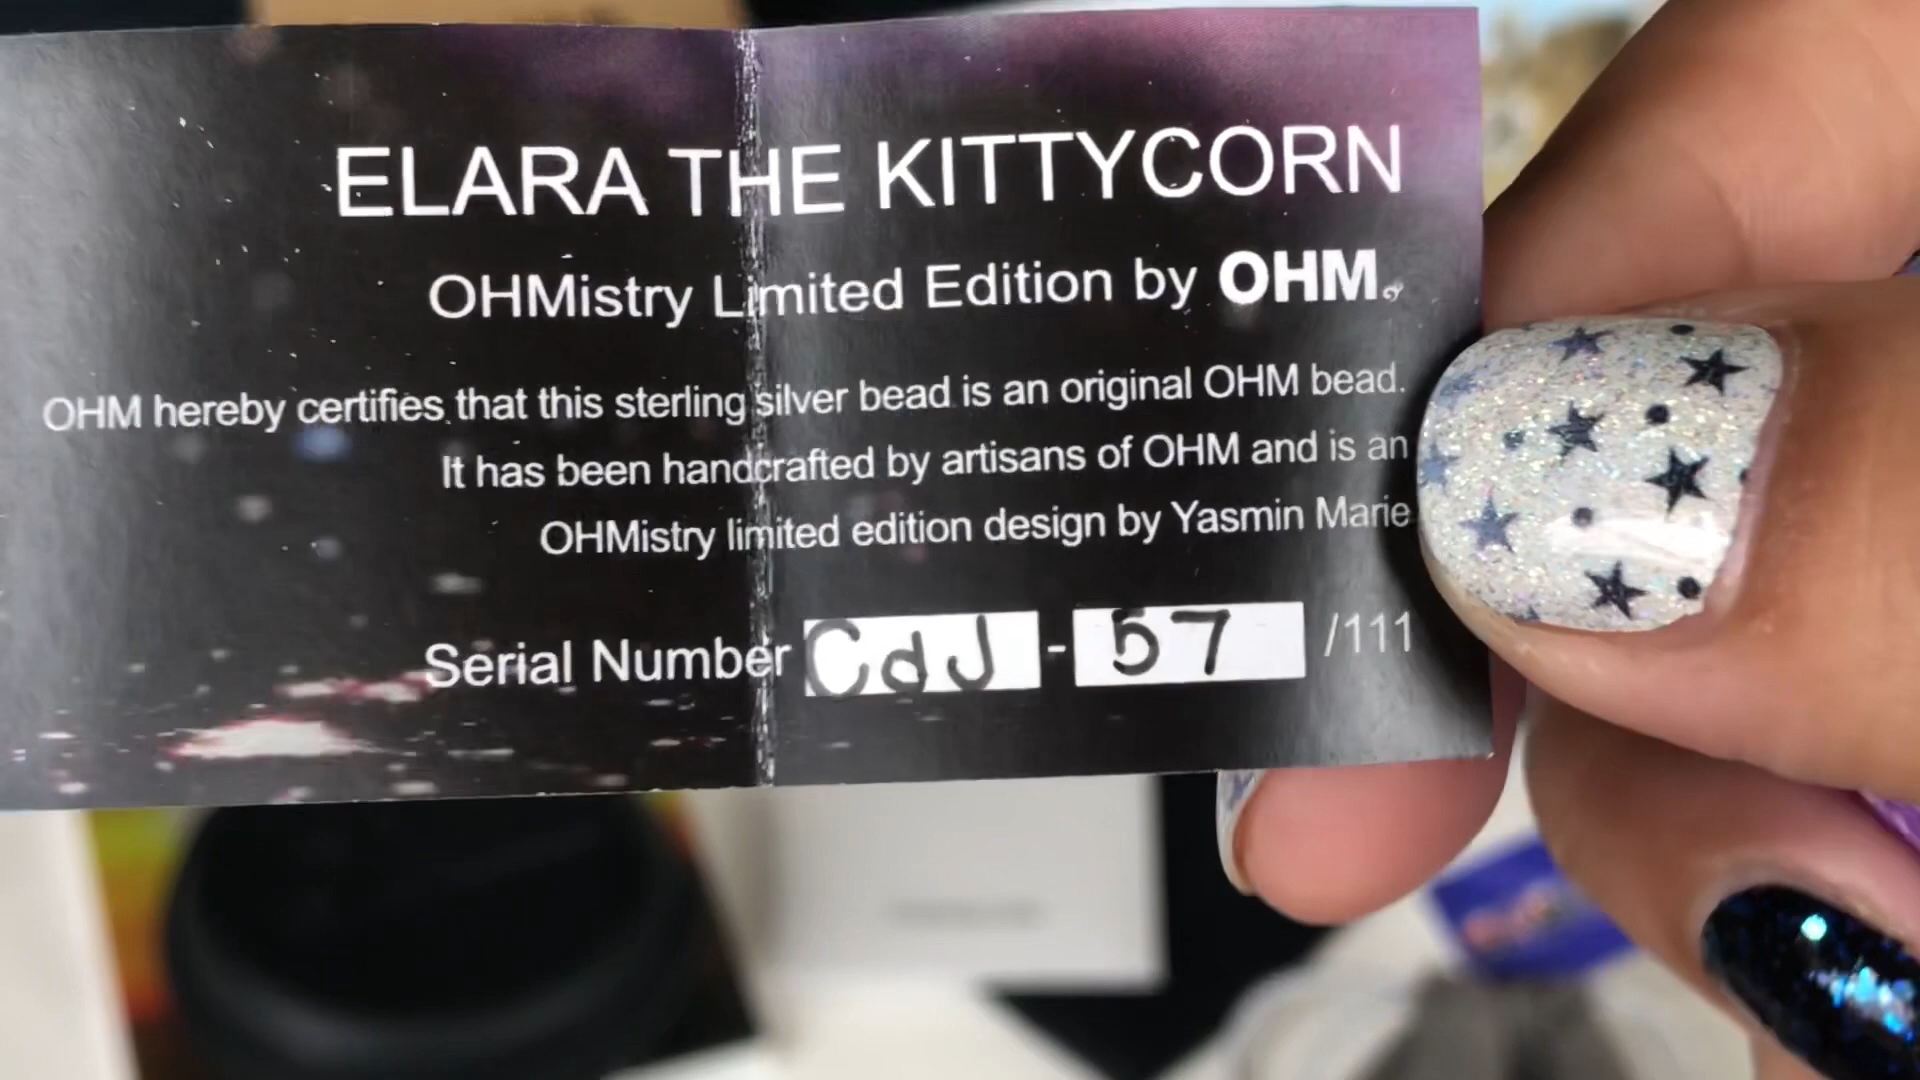 ELARA THE KITTYCORN
OHMistry Limited Edition by OHM.
OHM hereby certifies that this sterling silver bead is an original OHM bead.
It has been handcrafted by artisans of OHM and is an
OHMistry limited edition design by Yasmin Marie
Serial Number CdJ - 57 /111